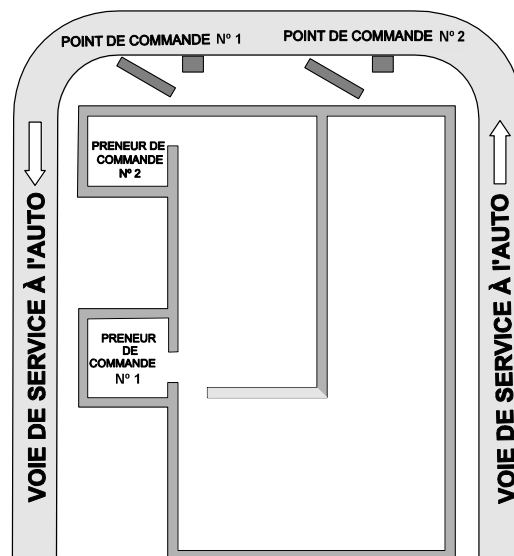 POINT DE COMMANDE Nº 1
POINT DE COMMANDE Nº 2
PRENEUR DE
COMMANDE
Nº 2
PRENEUR
DE
COMMANDE
Nº 1
VOIE DE SERVICE À l'AUTO
VOIE DE SERVICE À l'AUTO